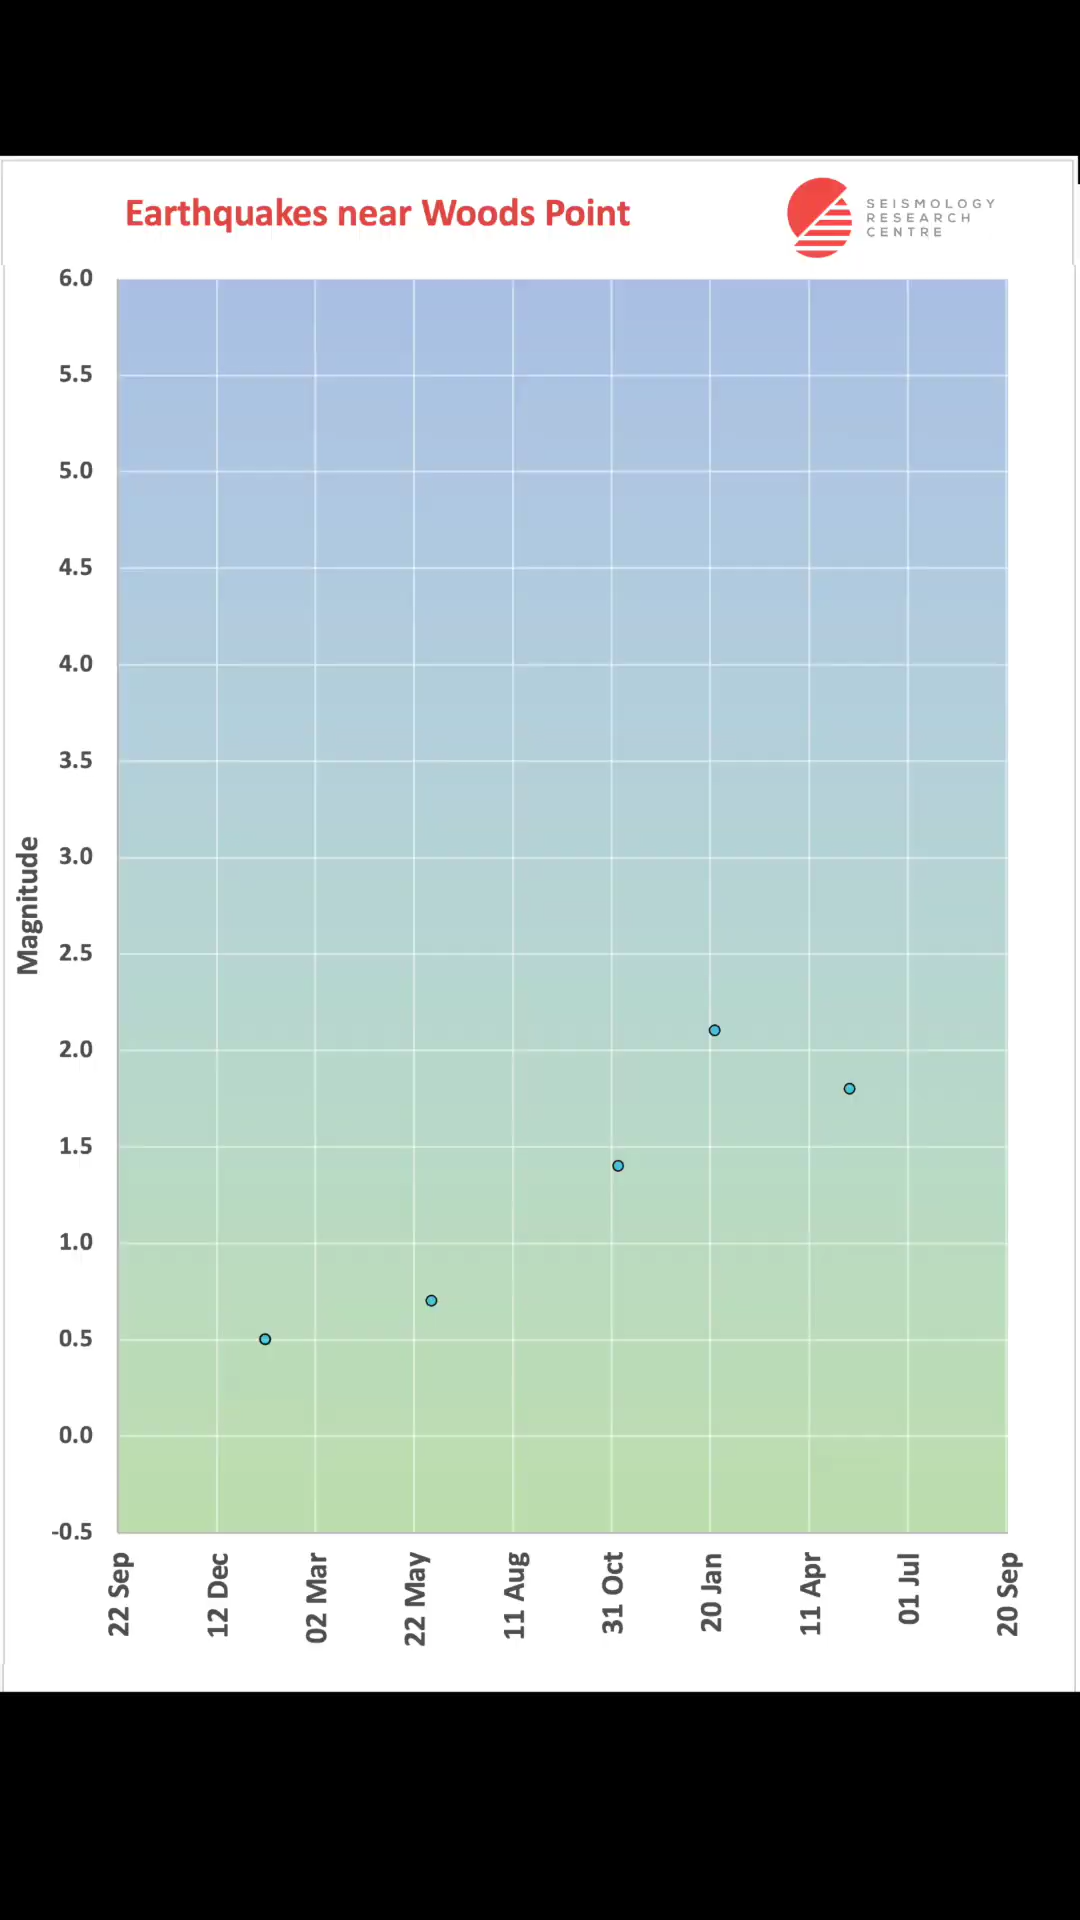 Earthquakes near Woods Point
SEISMOLOGY
RESEARCH
CENTRE
6.0
5.5
5.0
4.5
4.0
3.5
3.0
2.5
2.0
1.5
1.0
0.5
0.0
-0.5
Magnitude
22 Sep
12 Dec
02 Mar
22 May
11 Aug
31 Oct
20 Jan
11 Apr
01 Jul
20 Sep